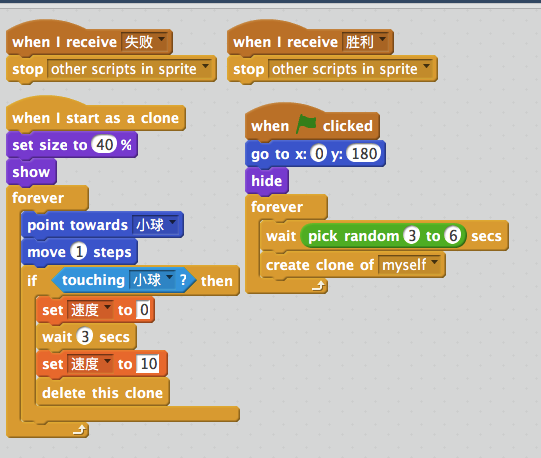 when I receive 失败
stop other scripts in sprite
when I receive 胜利
stop other scripts in sprite
when I start as a clone
set size to 40 %
show
forever
point towards 小球
move 1 steps
if touching 小球 ? then
set 速度 to 0
wait 3 secs
set 速度 to 10
delete this clone
when clicked
go to x: 0 y: 180
hide
forever
wait pick random 3 to 6 secs
create clone of myself